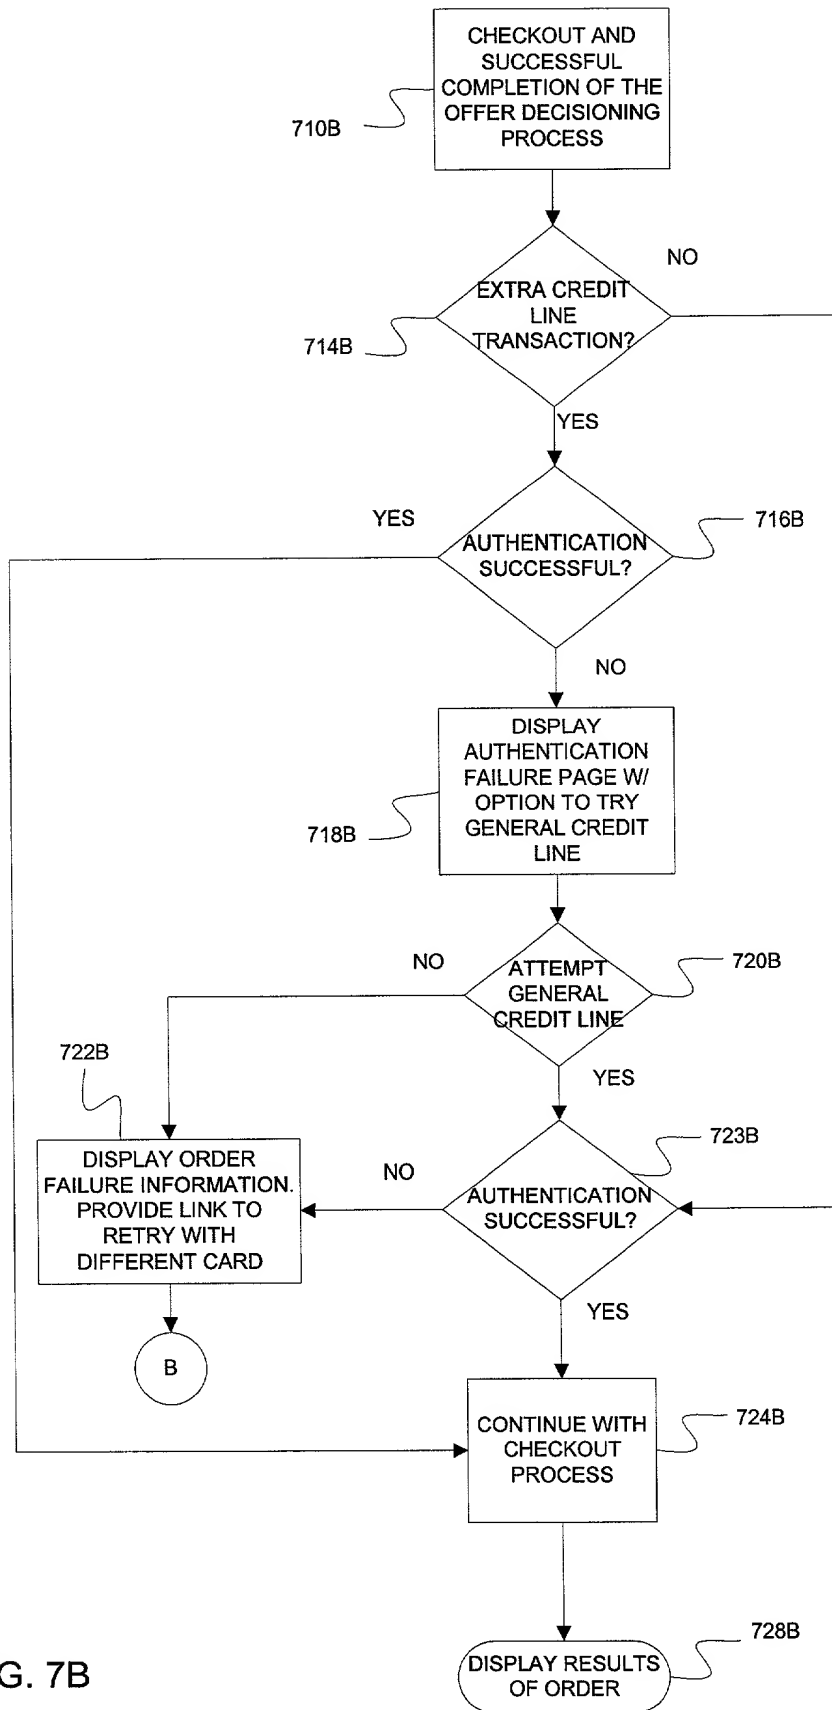 CHECKOUT AND
SUCCESSFUL
COMPLETION OF THE
OFFER DECISIONING
PROCESS
710B
NO
EXTRA CREDIT
LINE
TRANSACTION?
714B
YES
YES
716B
AUTHENTICATION
SUCCESSFUL?
NO
DISPLAY
AUTHENTICATION
FAILURE PAGE W/
OPTION TO TRY
GENERAL CREDIT
LINE
718B
NO
720B
ATTEMPT
GENERAL
CREDIT LINE
722B
YES
723B
DISPLAY ORDER
FAILURE INFORMATION.
PROVIDE LINK TO
RETRY WITH
DIFFERENT CARD
NO
AUTHENTICATION
SUCCESSFUL?
YES
B
724B
CONTINUE WITH
CHECKOUT
PROCESS
728B
DISPLAY RESULTS
OF ORDER
G. 7B